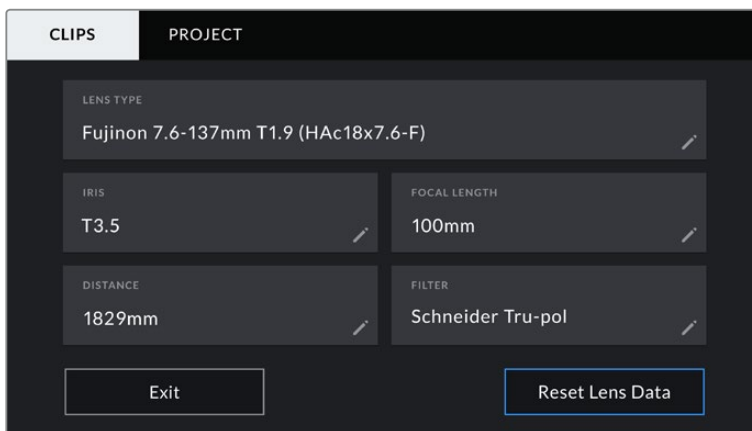 CLIPS PROJECT
LENS TYPE
Fujinon 7.6-137mm T1.9 (HAc18x7.6-F)
IRIS FOCAL LENGTH
T3.5 100mm
DISTANCE FILTER
1829mm Schneider Tru-pol
Exit Reset Lens Data